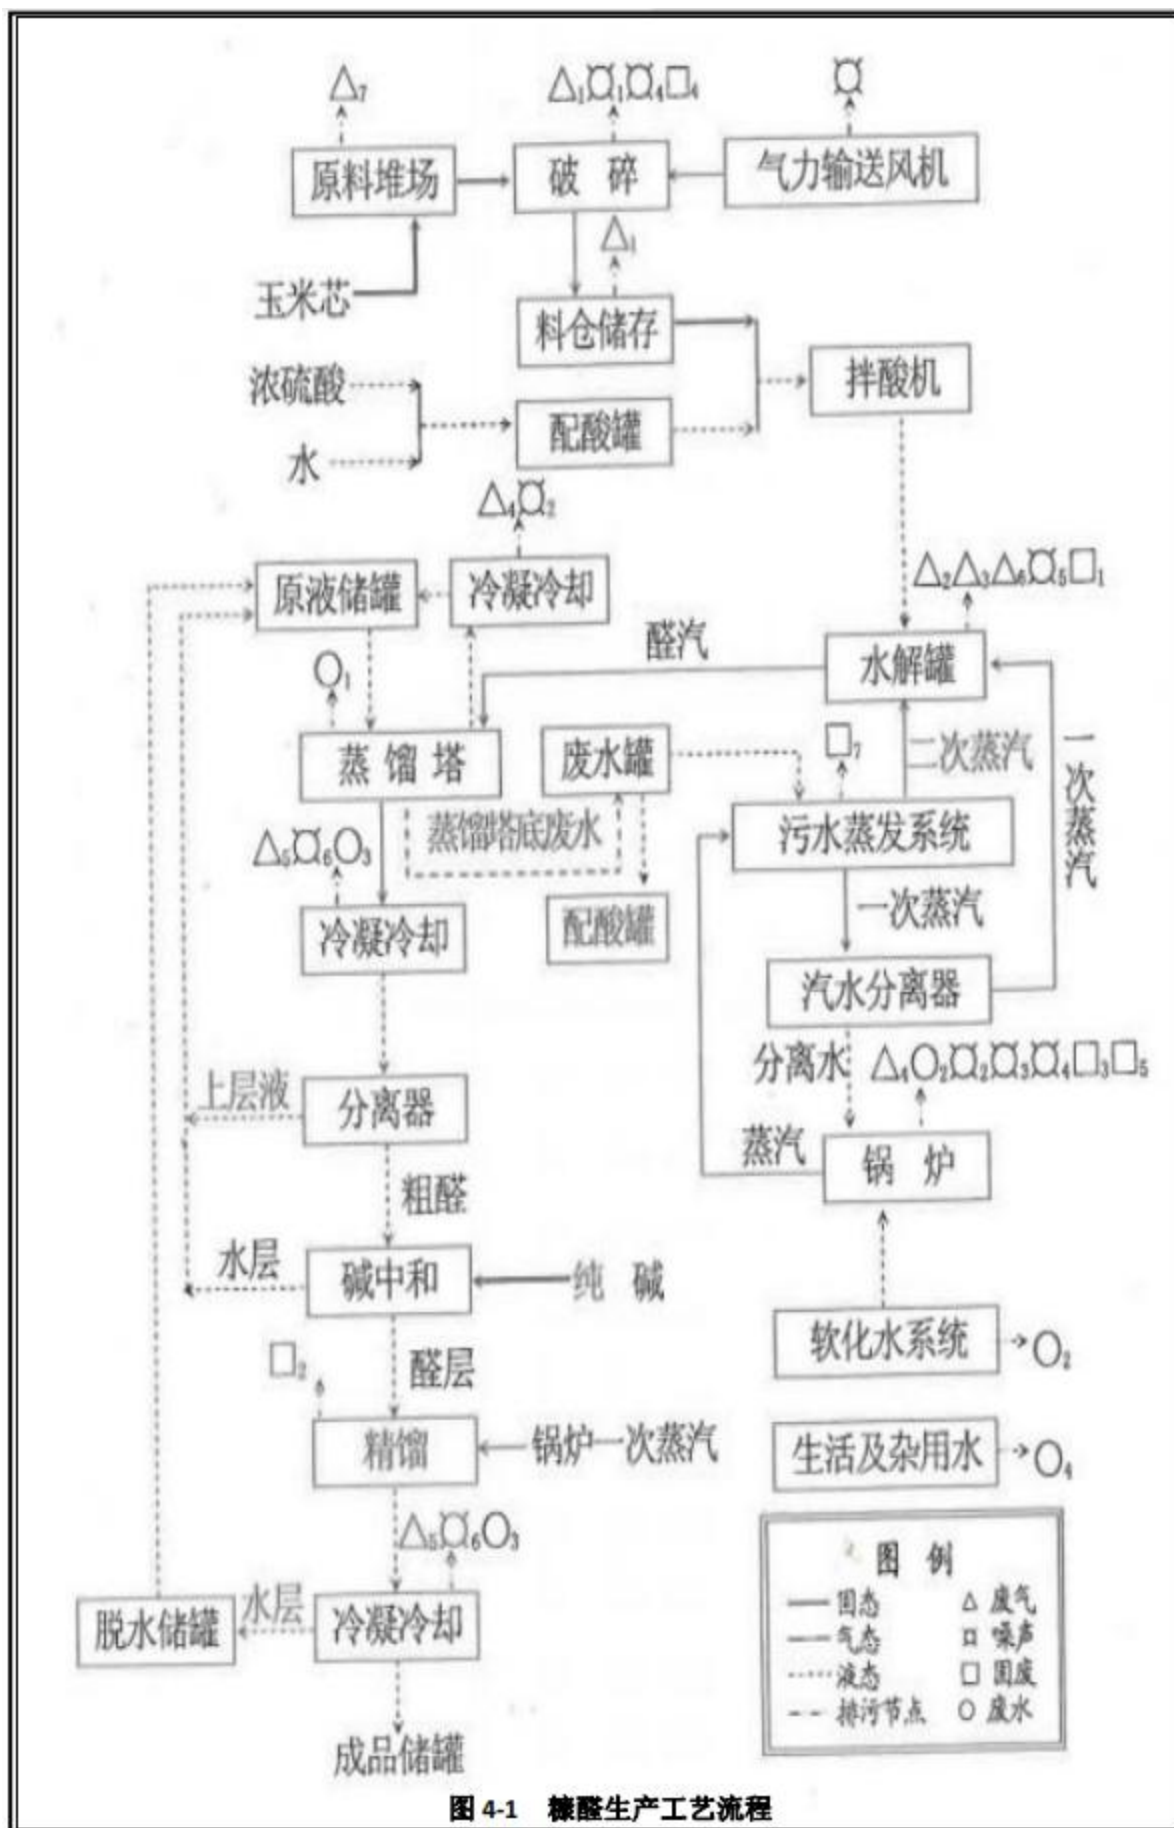 △7
△1¤1¤4□4
¤
原料堆场
破 碎
气力输送风机
△1
玉米芯
料仓储存
浓硫酸
拌酸机
配酸罐
水
△4¤2
原液储罐
冷凝冷却
△2△3△6¤5□1
醛汽
水解罐
○1
□7
二次蒸汽
一次蒸汽
蒸 馏 塔
废水罐
污水蒸发系统
蒸馏塔底废水
△5¤6○3
一次蒸汽
冷凝冷却
配酸罐
汽水分离器
分离水
△4○2¤2¤3¤4□3□5
上层液
分离器
蒸汽
锅 炉
粗醛
水层
碱中和
纯 碱
软化水系统
○2
□2
醛层
精馏
锅炉一次蒸汽
生活及杂用水
○4
△5¤6○3
图 例
固态
△ 废气
气态
¤ 噪声
液态
□ 固废
排污节点
○ 废水
脱水储罐
水层
冷凝冷却
成品储罐
图 4-1 糠醛生产工艺流程